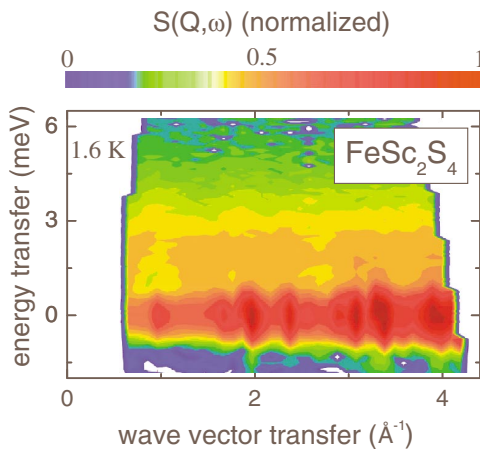 S(Q,ω) (normalized)
0 0.5 1
6
1.6 K
FeSc₂S₄
3
energy transfer (meV)
0
0 2 4
wave vector transfer (Å⁻¹)